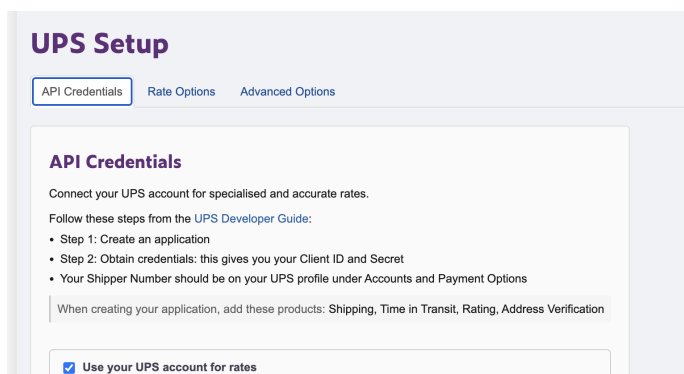 UPS Setup
API Credentials Rate Options Advanced Options
API Credentials
Connect your UPS account for specialised and accurate rates.
Follow these steps from the UPS Developer Guide:
• Step 1: Create an application
• Step 2: Obtain credentials: this gives you your Client ID and Secret
• Your Shipper Number should be on your UPS profile under Accounts and Payment Options
When creating your application, add these products: Shipping, Time in Transit, Rating, Address Verification
Use your UPS account for rates